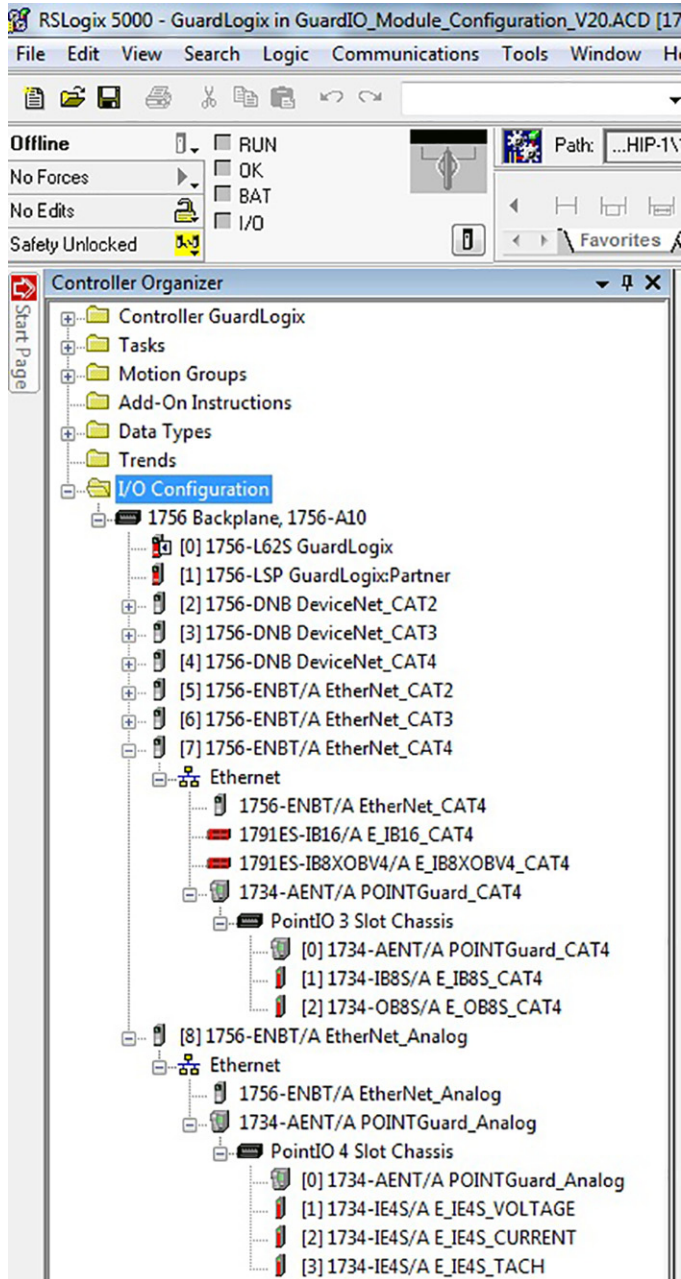 RSLogix 5000 - GuardLogix in GuardIO_Module_Configuration_V20.ACD [17
File Edit View Search Logic Communications Tools Window He
Offline
RUN
Path: ...HIP-1\
No Forces
OK
No Edits
BAT
Safety Unlocked
I/O
Favorites
Start Page
Controller Organizer
Controller GuardLogix
Tasks
Motion Groups
Add-On Instructions
Data Types
Trends
I/O Configuration
1756 Backplane, 1756-A10
[0] 1756-L62S GuardLogix
[1] 1756-LSP GuardLogix:Partner
[2] 1756-DNB DeviceNet_CAT2
[3] 1756-DNB DeviceNet_CAT3
[4] 1756-DNB DeviceNet_CAT4
[5] 1756-ENBT/A EtherNet_CAT2
[6] 1756-ENBT/A EtherNet_CAT3
[7] 1756-ENBT/A EtherNet_CAT4
Ethernet
1756-ENBT/A EtherNet_CAT4
1791ES-IB16/A E_IB16_CAT4
1791ES-IB8XOBV4/A E_IB8XOBV4_CAT4
1734-AENT/A POINTGuard_CAT4
PointIO 3 Slot Chassis
[0] 1734-AENT/A POINTGuard_CAT4
[1] 1734-IB8S/A E_IB8S_CAT4
[2] 1734-OB8S/A E_OB8S_CAT4
[8] 1756-ENBT/A EtherNet_Analog
Ethernet
1756-ENBT/A EtherNet_Analog
1734-AENT/A POINTGuard_Analog
PointIO 4 Slot Chassis
[0] 1734-AENT/A POINTGuard_Analog
[1] 1734-IE4S/A E_IE4S_VOLTAGE
[2] 1734-IE4S/A E_IE4S_CURRENT
[3] 1734-IE4S/A E_IE4S_TACH